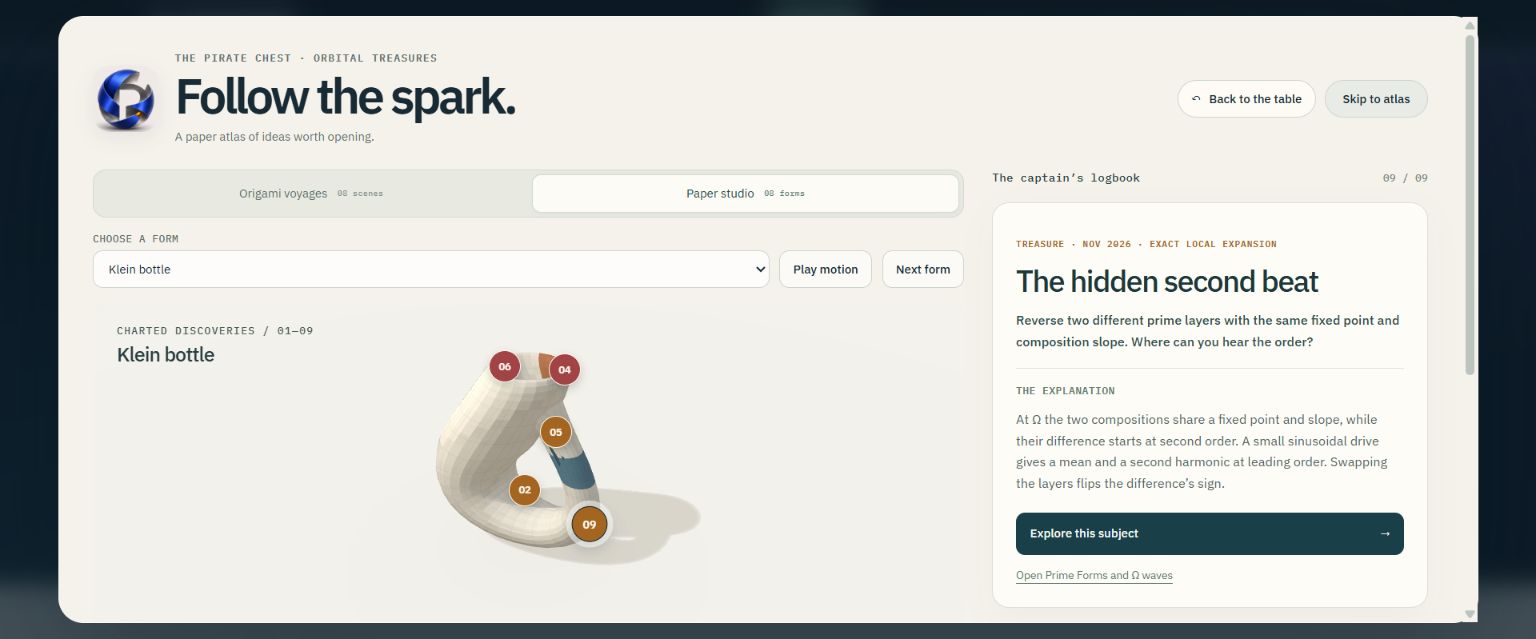 THE PIRATE CHEST · ORBITAL TREASURES
Follow the spark.
A paper atlas of ideas worth opening.
Back to the table
Skip to atlas
Origami voyages 08 scenes
Paper studio 08 forms
CHOOSE A FORM
Klein bottle
Play motion
Next form
CHARTED DISCOVERIES / 01–09
Klein bottle
06
04
05
02
09
The captain’s logbook
09 / 09
TREASURE · NOV 2026 · EXACT LOCAL EXPANSION
The hidden second beat
Reverse two different prime layers with the same fixed point and
composition slope. Where can you hear the order?
THE EXPLANATION
At Ω the two compositions share a fixed point and slope, while
their difference starts at second order. A small sinusoidal drive
gives a mean and a second harmonic at leading order. Swapping
the layers flips the difference’s sign.
Explore this subject →
Open Prime Forms and Ω waves